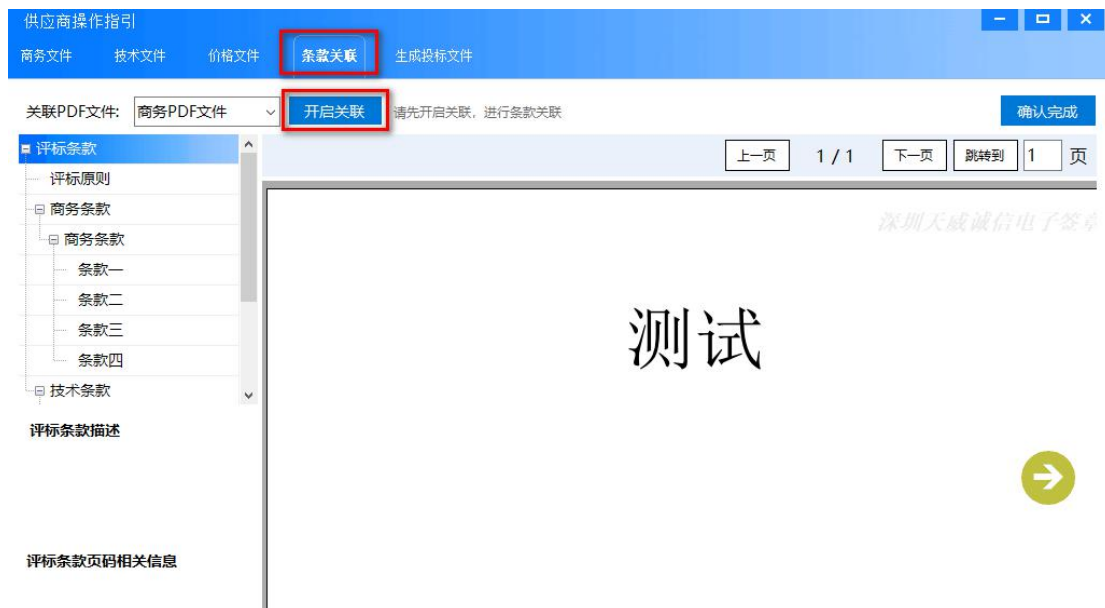 供应商操作指引
商务文件 技术文件 价格文件 条款关联 生成投标文件
关联PDF文件: 商务PDF文件 开启关联 请先开启关联，进行条款关联 确认完成
评标条款
上一页 1 / 1 下一页 跳转到 1 页
评标原则
商务条款
商务条款
条款一
条款二
条款三
条款四
技术条款
评标条款描述
评标条款页码相关信息
深圳天威诚信电子签章
测试